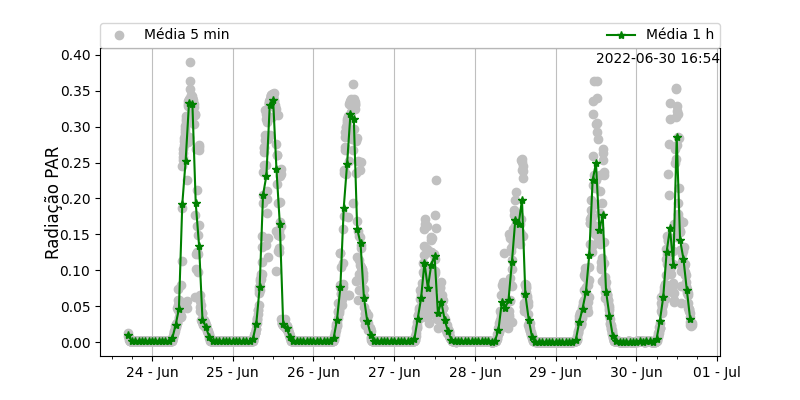 Média 5 min
Média 1 h
2022-06-30 16:54
Radiação PAR
0.40
0.35
0.30
0.25
0.20
0.15
0.10
0.05
0.00
24 - Jun
25 - Jun
26 - Jun
27 - Jun
28 - Jun
29 - Jun
30 - Jun
01 - Jul